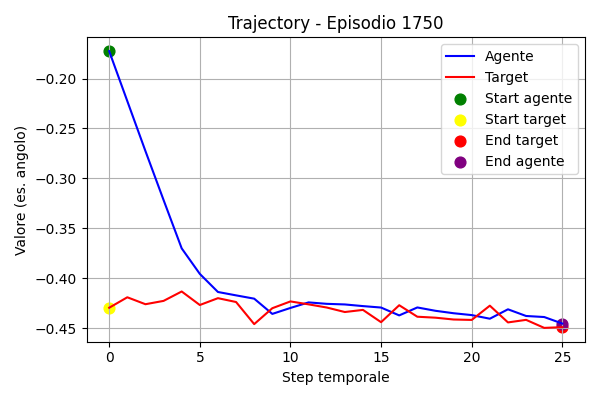 Trajectory - Episodio 1750
Agente
Target
Start agente
Start target
End target
End agente
Valore (es. angolo)
−0.20
−0.25
−0.30
−0.35
−0.40
−0.45
0
5
10
15
20
25
Step temporale